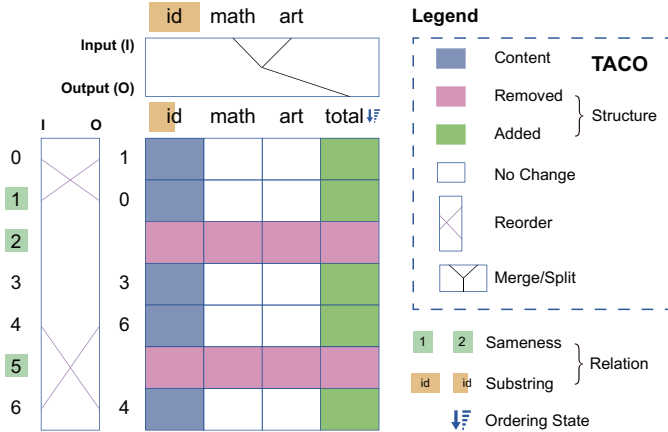 id math art
Input (I)
Output (O)
id math art total
I O
0 1
1 0
2
3 3
4 6
5
6 4
Legend
TACO
Content
Removed
Added
Structure
No Change
Reorder
Merge/Split
1 2 Sameness
id id Substring
Relation
Ordering State